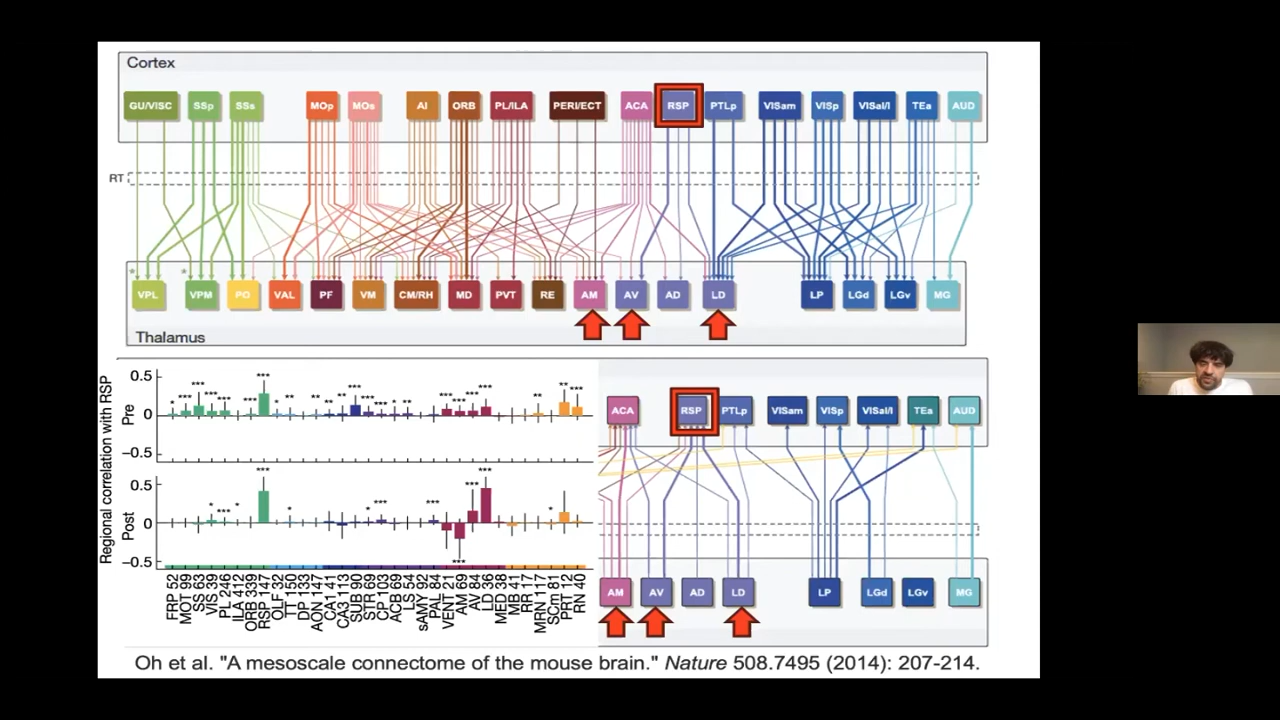 Cortex
GU/VISC SSp SSs MOp MOs AI ORB PL/ILA PERI/ECT ACA RSP PTLp VISam VISp VISal/l TEa AUD
RT
* *
VPL VPM PO VAL PF VM CM/RH MD PVT RE AM AV AD LD LP LGd LGv MG
Thalamus
Regional correlation with RSP
Pre
0.5
0
−0.5
Post
0.5
0
−0.5
FRP 52
MOT 99
SS 63
VIS 39
PL 246
ILA 412
ORB 339
RSP 147
OLF 32
TT 150
DP 133
AON 147
CA1 41
CA3 113
SUB 90
STR 69
CP 103
ACB 69
LS 54
sAMY 92
PAL 84
VENT 21
AM 69
AV 84
LD 36
MED 38
MB 41
RR 17
MRN 117
SCm 81
PRT 12
RN 40
ACA RSP PTLp VISam VISp VISal/l TEa AUD
AM AV AD LD LP LGd LGv MG
Oh et al. "A mesoscale connectome of the mouse brain." Nature 508.7495 (2014): 207-214.